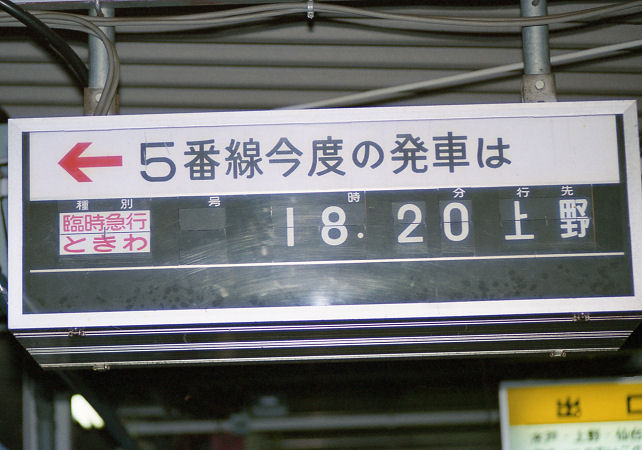 ← 5番線今度の発車は
種別 号 時 分 行先
臨時急行 18.20 上野
ときわ
出口
水戸・上野・仙台